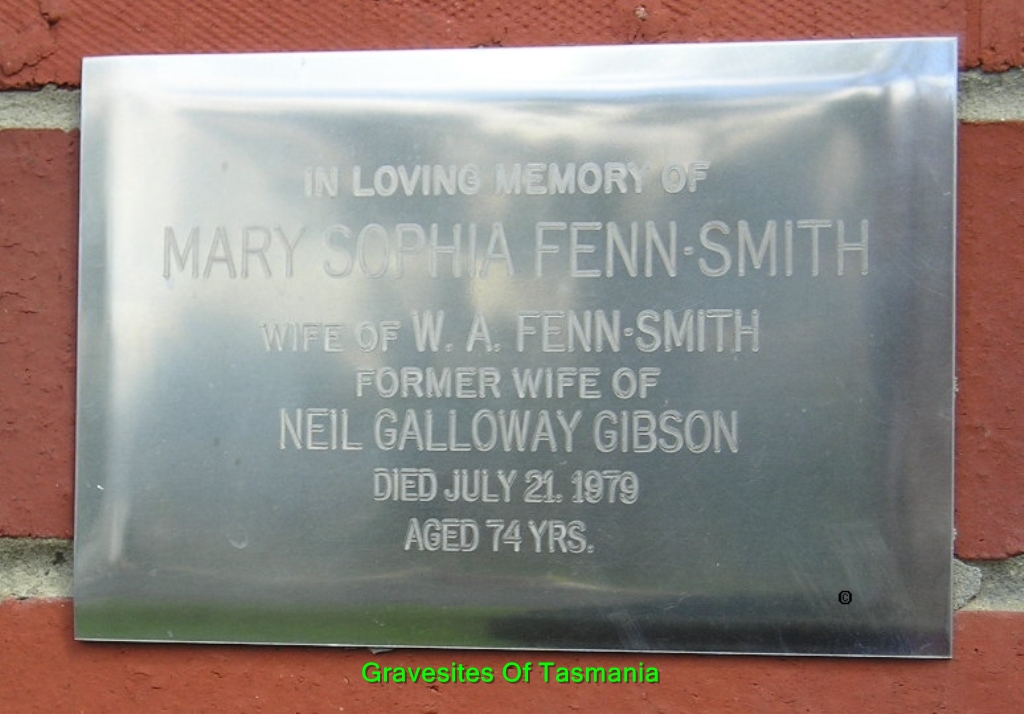 IN LOVING MEMORY OF
MARY SOPHIA FENN-SMITH
WIFE OF W. A. FENN-SMITH
FORMER WIFE OF
NEIL GALLOWAY GIBSON
DIED JULY 21. 1979
AGED 74 YRS.
©
Gravesites Of Tasmania